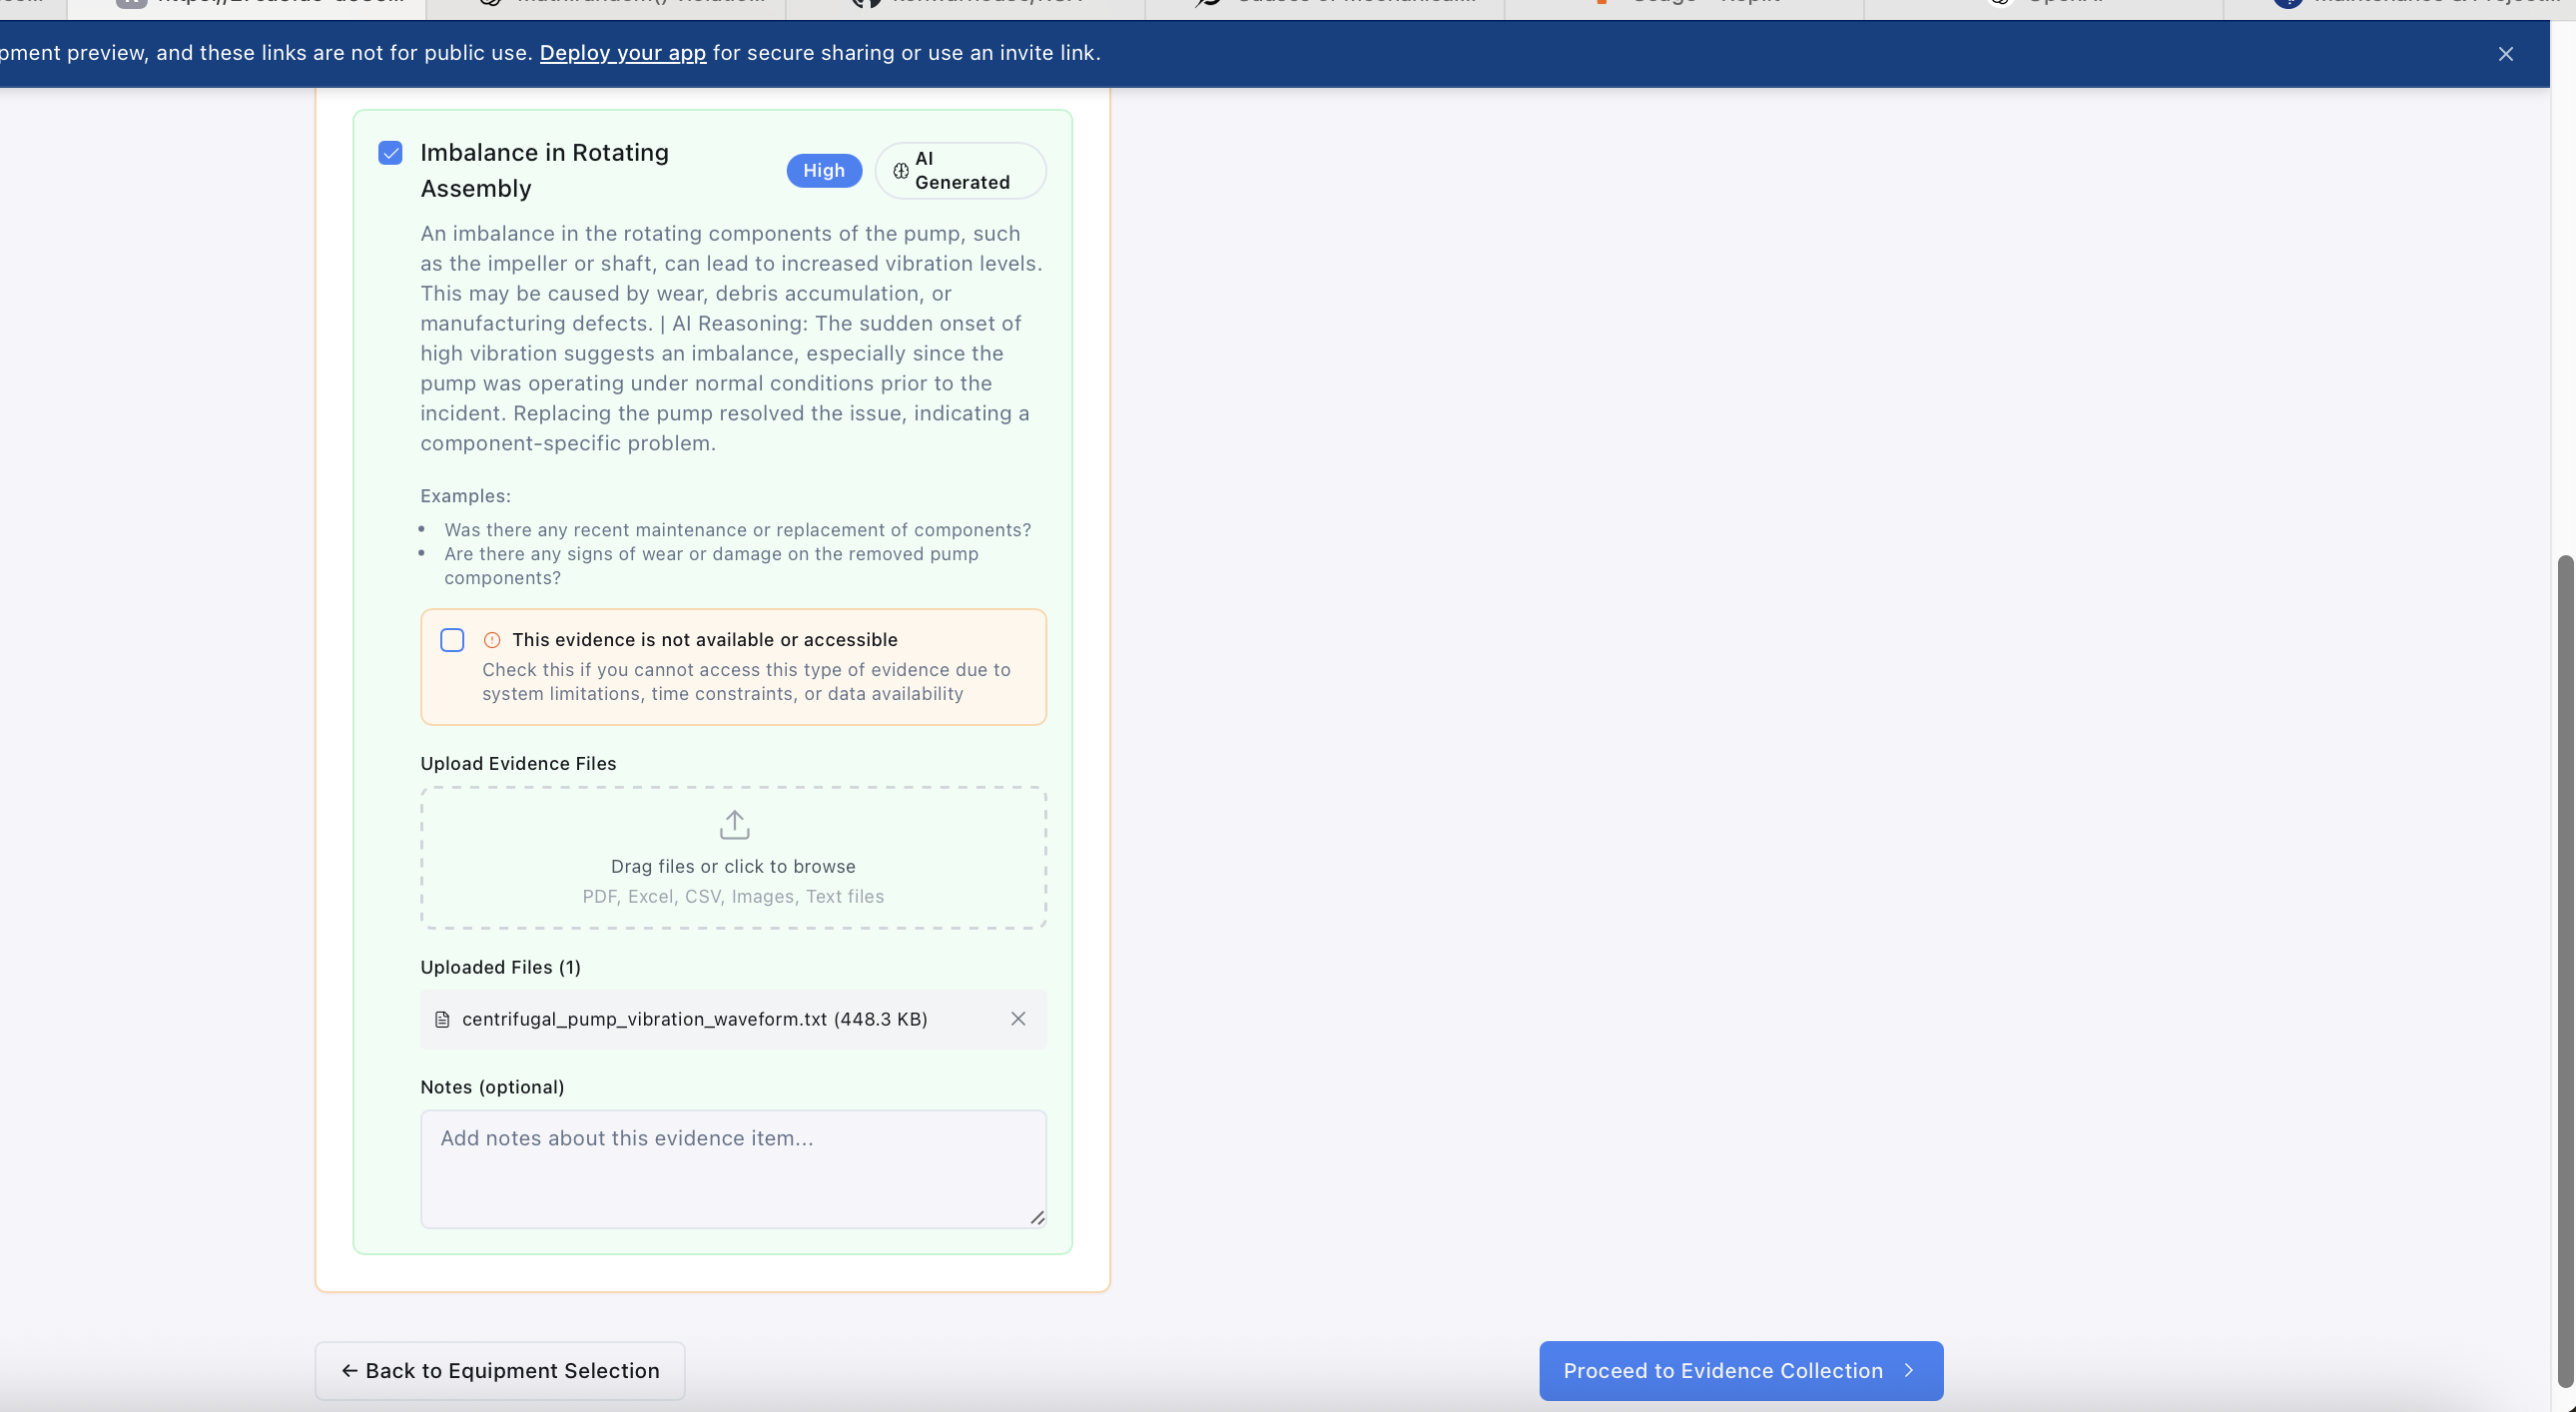 pment preview, and these links are not for public use. Deploy your app for secure sharing or use an invite link.
Imbalance in Rotating
Assembly
High
AI
Generated
An imbalance in the rotating components of the pump, such
as the impeller or shaft, can lead to increased vibration levels.
This may be caused by wear, debris accumulation, or
manufacturing defects. | AI Reasoning: The sudden onset of
high vibration suggests an imbalance, especially since the
pump was operating under normal conditions prior to the
incident. Replacing the pump resolved the issue, indicating a
component-specific problem.
Examples:
• Was there any recent maintenance or replacement of components?
• Are there any signs of wear or damage on the removed pump
components?
This evidence is not available or accessible
Check this if you cannot access this type of evidence due to
system limitations, time constraints, or data availability
Upload Evidence Files
Drag files or click to browse
PDF, Excel, CSV, Images, Text files
Uploaded Files (1)
centrifugal_pump_vibration_waveform.txt (448.3 KB)
Notes (optional)
Add notes about this evidence item...
← Back to Equipment Selection
Proceed to Evidence Collection